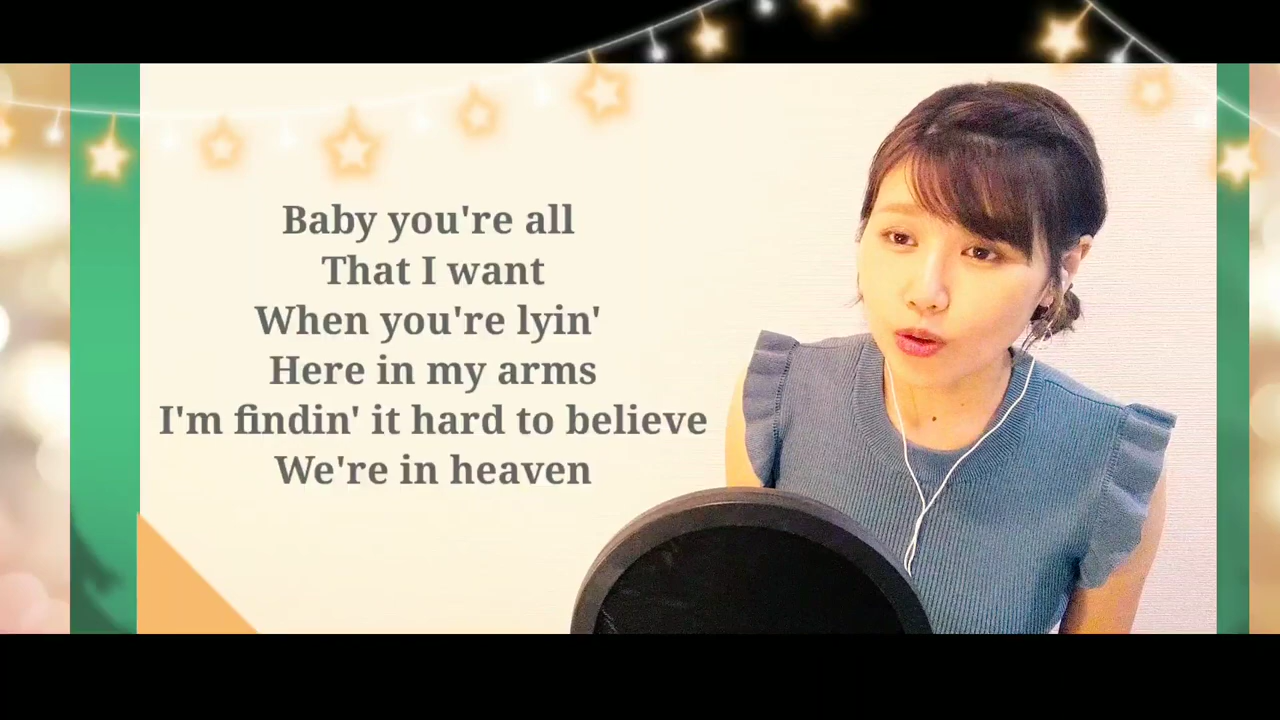 Baby you're all
That I want
When you're lyin'
Here in my arms
I'm findin' it hard to believe
We're in heaven